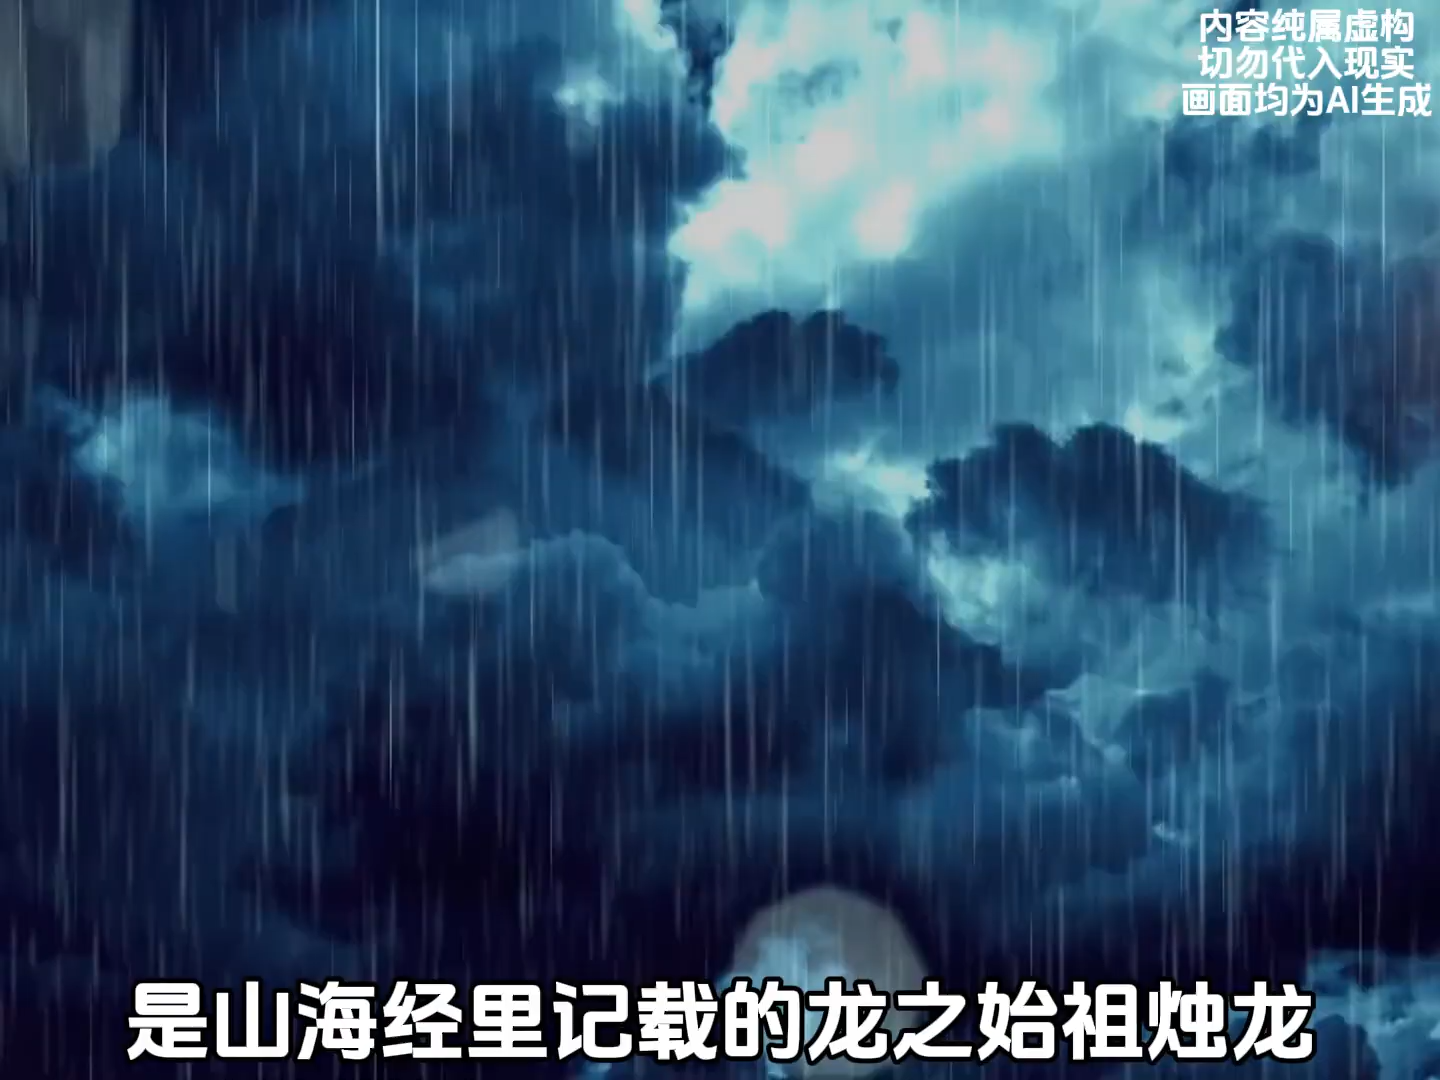 内容纯属虚构
切勿代入现实
画面均为AI生成
是山海经里记载的龙之始祖烛龙